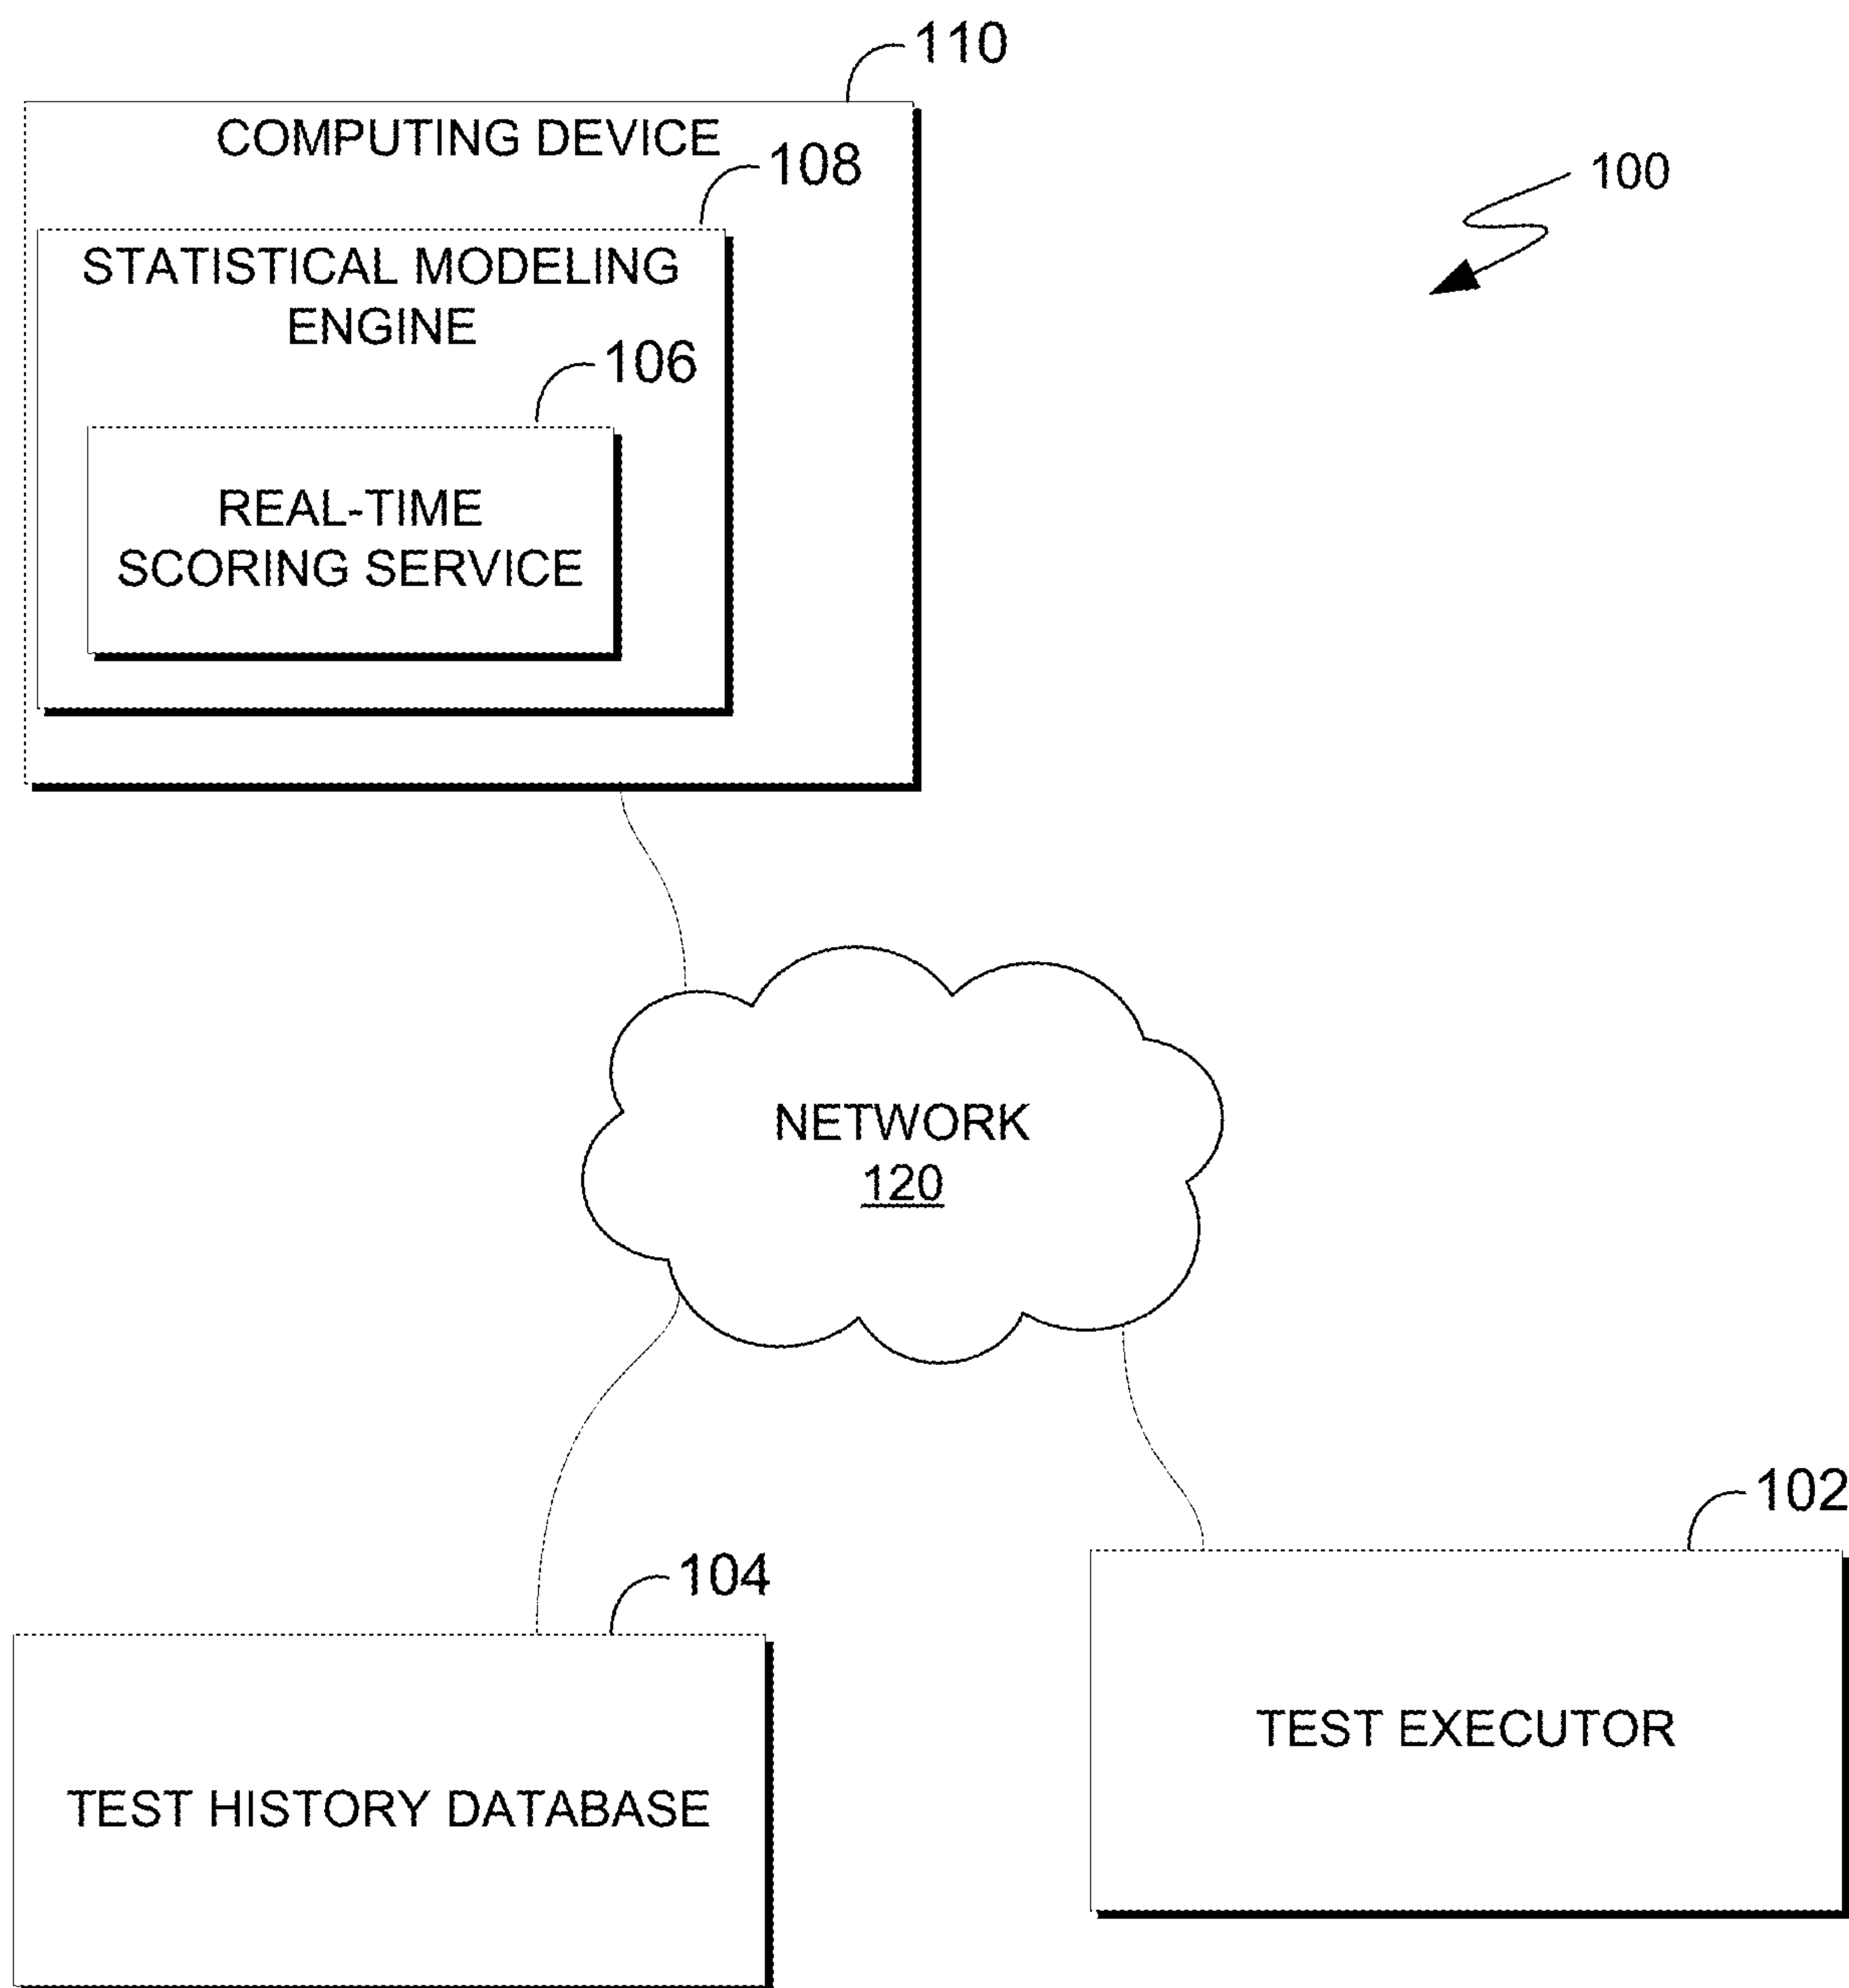 110
COMPUTING DEVICE
108
100
STATISTICAL MODELING
ENGINE
106
REAL-TIME
SCORING SERVICE
NETWORK
120
102
104
TEST EXECUTOR
TEST HISTORY DATABASE